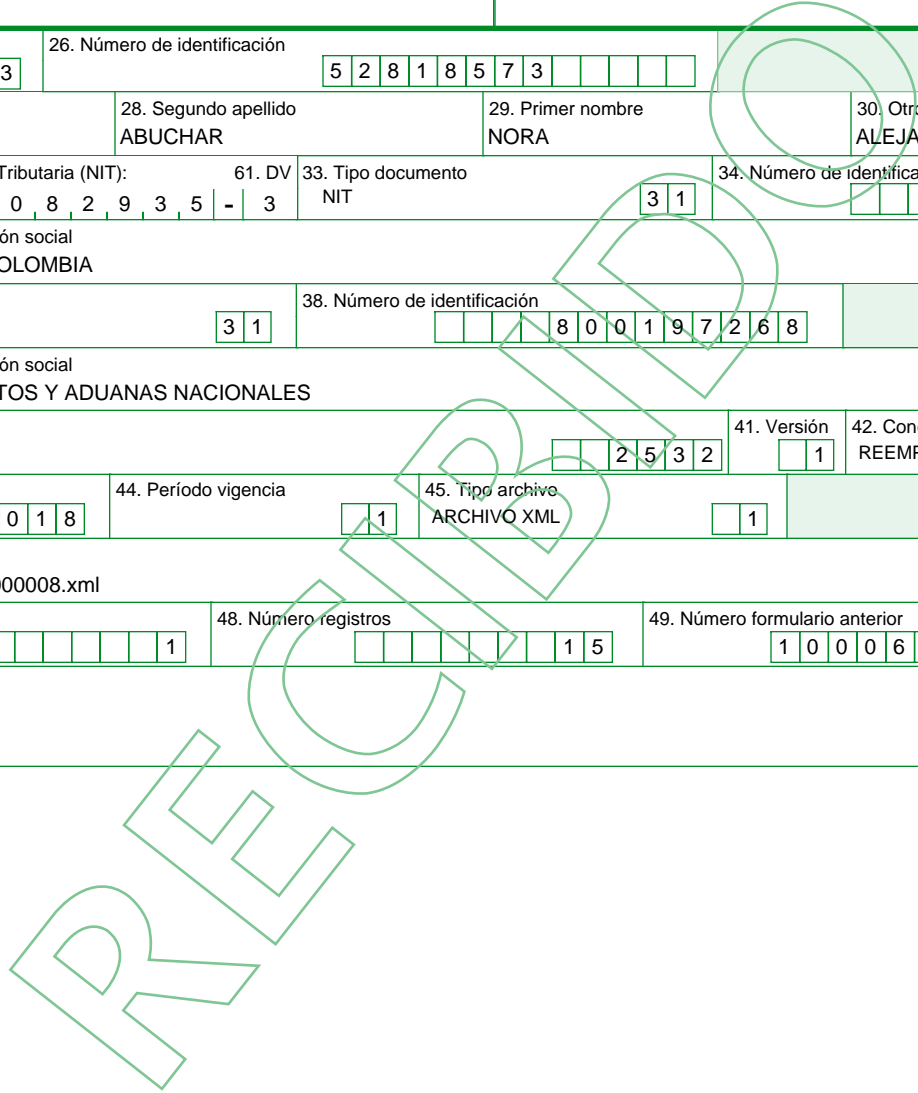 26. Número de identificación
3 5 2 8 1 8 5 7 3
28. Segundo apellido 29. Primer nombre 30. Otro
ABUCHAR NORA ALEJA
Tributaria (NIT): 61. DV 33. Tipo documento 34. Número de identifica
0 8 2 9 3 5 - 3 NIT 3 1
ón social
OLOMBIA
38. Número de identificación
3 1 8 0 0 1 9 7 2 6 8
ón social
TOS Y ADUANAS NACIONALES
41. Versión 42. Con
2 5 3 2 1 REEMP
44. Período vigencia 45. Tipo archivo
0 1 8 1 ARCHIVO XML 1
000008.xml
48. Número registros 49. Número formulario anterior
1 1 5 1 0 0 0 6
RECIBIDO